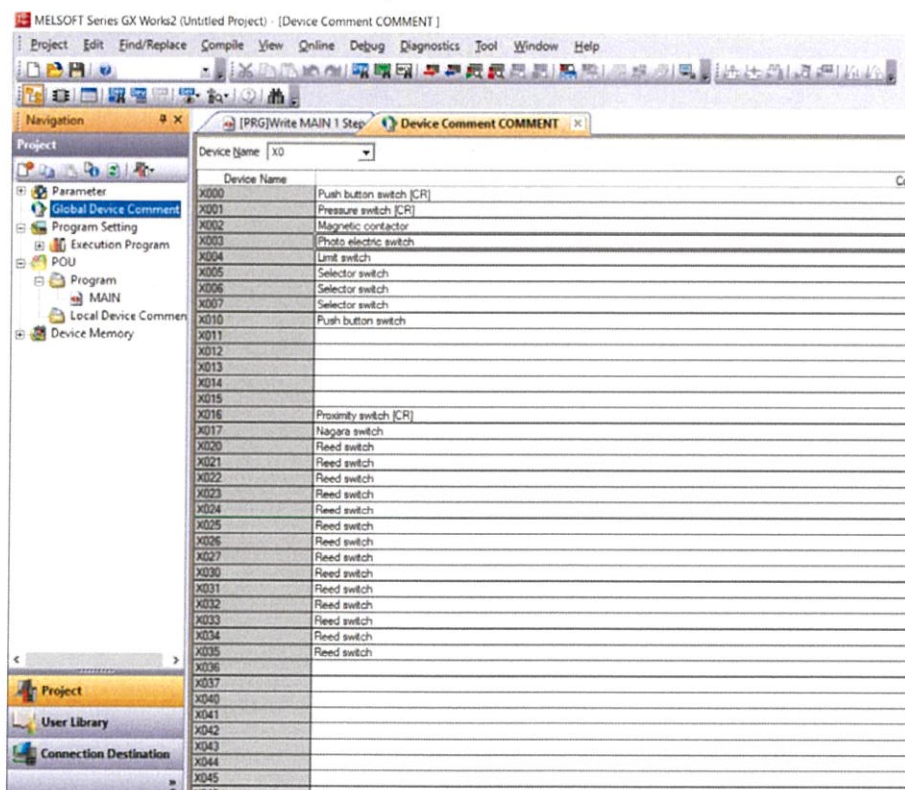 MELSOFT Series GX Works2 (Untitled Project) - [Device Comment COMMENT ]
Project Edit Find/Replace Compile View Online Debug Diagnostics Tool Window Help
Navigation
[PRG]Write MAIN 1 Step
Device Comment COMMENT
Project
Device Name X0
Device Name
Parameter
Global Device Comment
Program Setting
Execution Program
POU
Program
MAIN
Local Device Commen
Device Memory
X000 Push button switch [CR]
X001 Pressure switch [CR]
X002 Magnetic contactor
X003 Photo electric switch
X004 Limit switch
X005 Selector switch
X006 Selector switch
X007 Selector switch
X010 Push button switch
X011
X012
X013
X014
X015
X016 Proximity switch [CR]
X017 Nagara switch
X020 Reed switch
X021 Reed switch
X022 Reed switch
X023 Reed switch
X024 Reed switch
X025 Reed switch
X026 Reed switch
X027 Reed switch
X030 Reed switch
X031 Reed switch
X032 Reed switch
X033 Reed switch
X034 Reed switch
X035 Reed switch
X036
X037
X040
X041
X042
X043
X044
X045
Project
User Library
Connection Destination